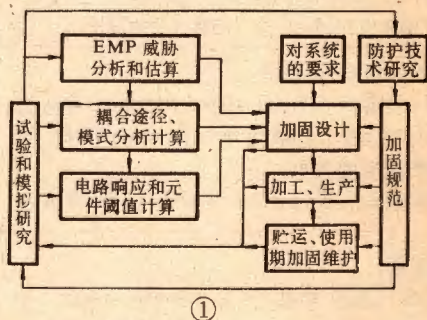 EMP 威胁
分析和估算
对系统
的要求
防护技
术研究
试验和模拟研究
耦合途径、
模式分析计算
加固设计
加固规范
电路响应和元
件阈值计算
加工、生产
贮运、使用
期加固维护
①